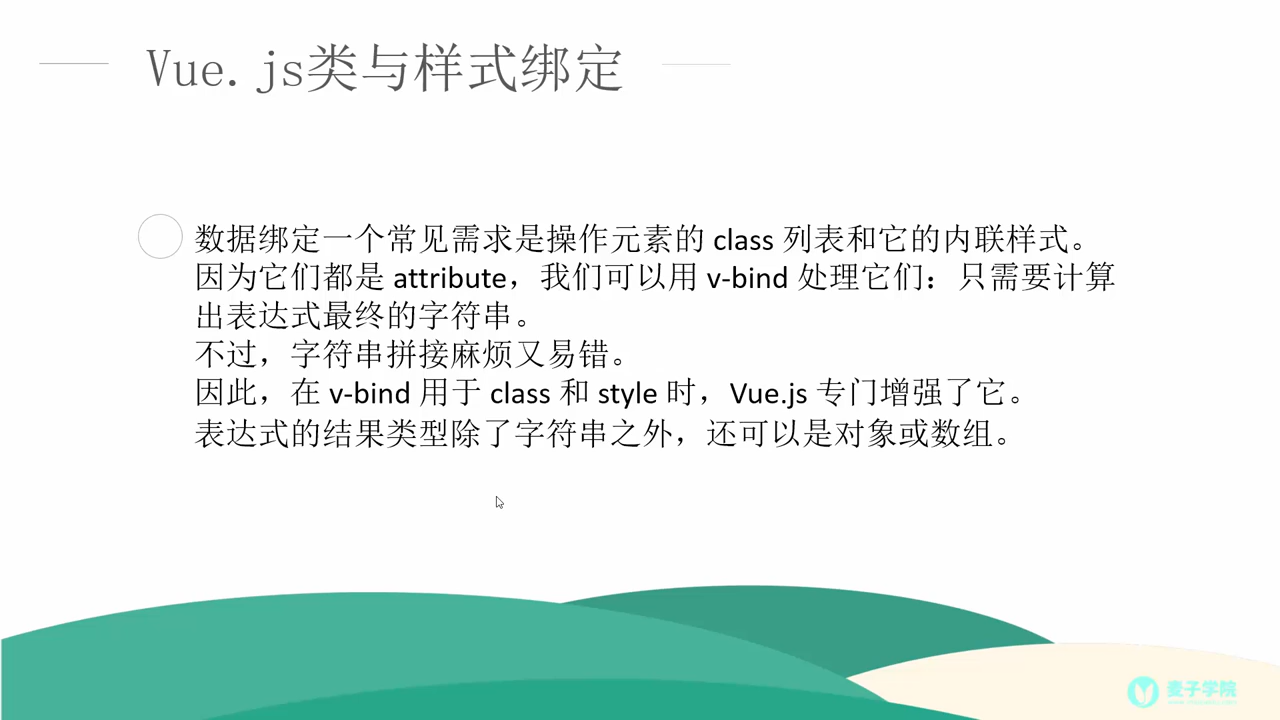 Vue.js类与样式绑定
数据绑定一个常见需求是操作元素的 class 列表和它的内联样式。
因为它们都是 attribute，我们可以用 v-bind 处理它们：只需要计算
出表达式最终的字符串。
不过，字符串拼接麻烦又易错。
因此，在 v-bind 用于 class 和 style 时，Vue.js 专门增强了它。
表达式的结果类型除了字符串之外，还可以是对象或数组。
麦子学院